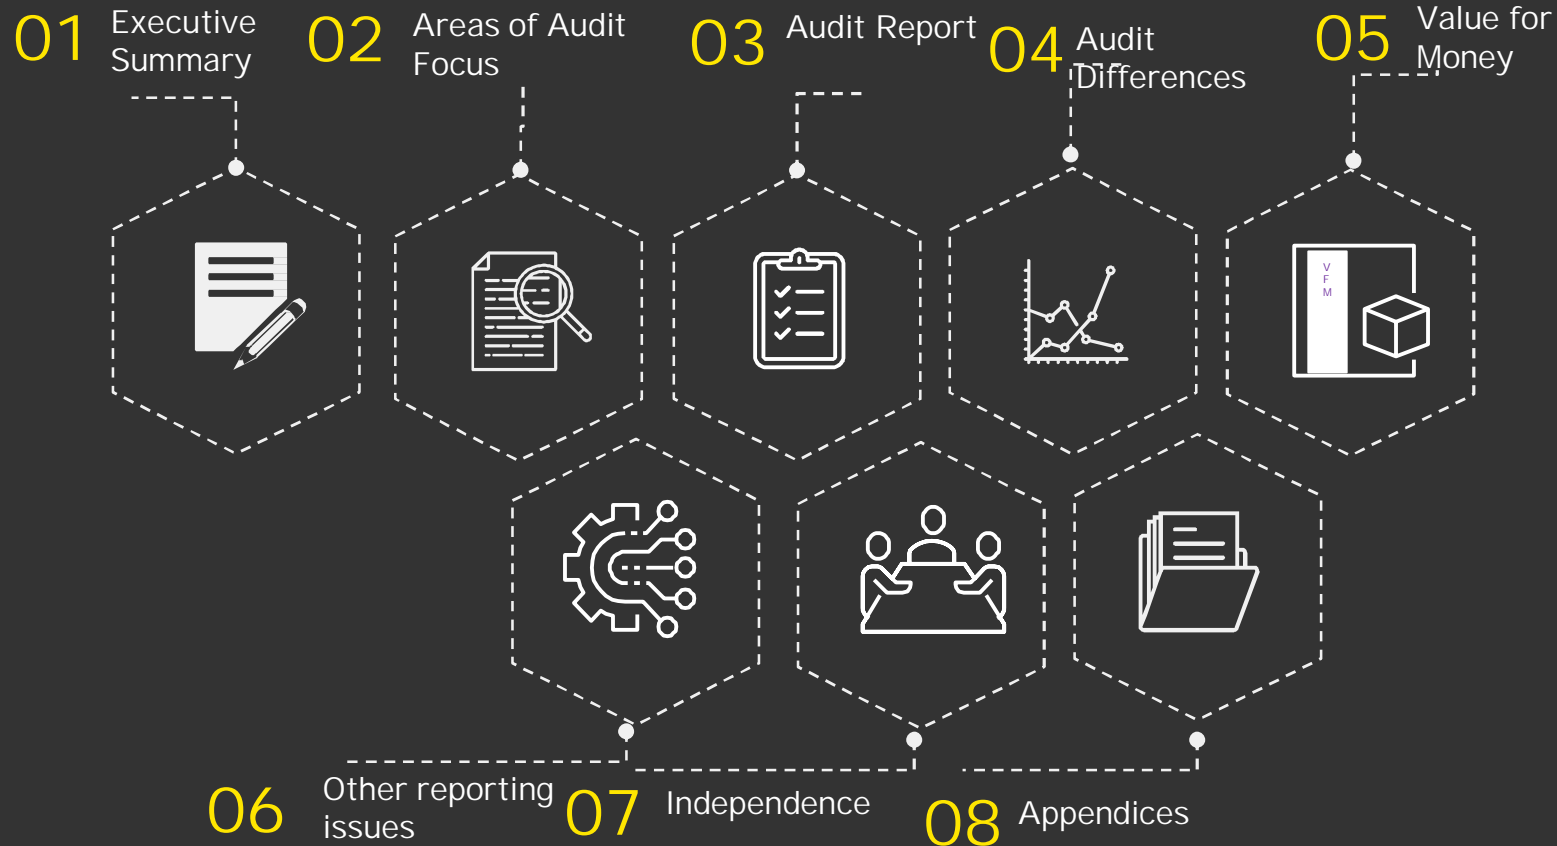 01 Executive
Summary
02 Areas of Audit
Focus
03 Audit Report
04 Audit
Differences
05 Value for
Money
V
F
M
06 Other reporting
issues
07 Independence
08 Appendices